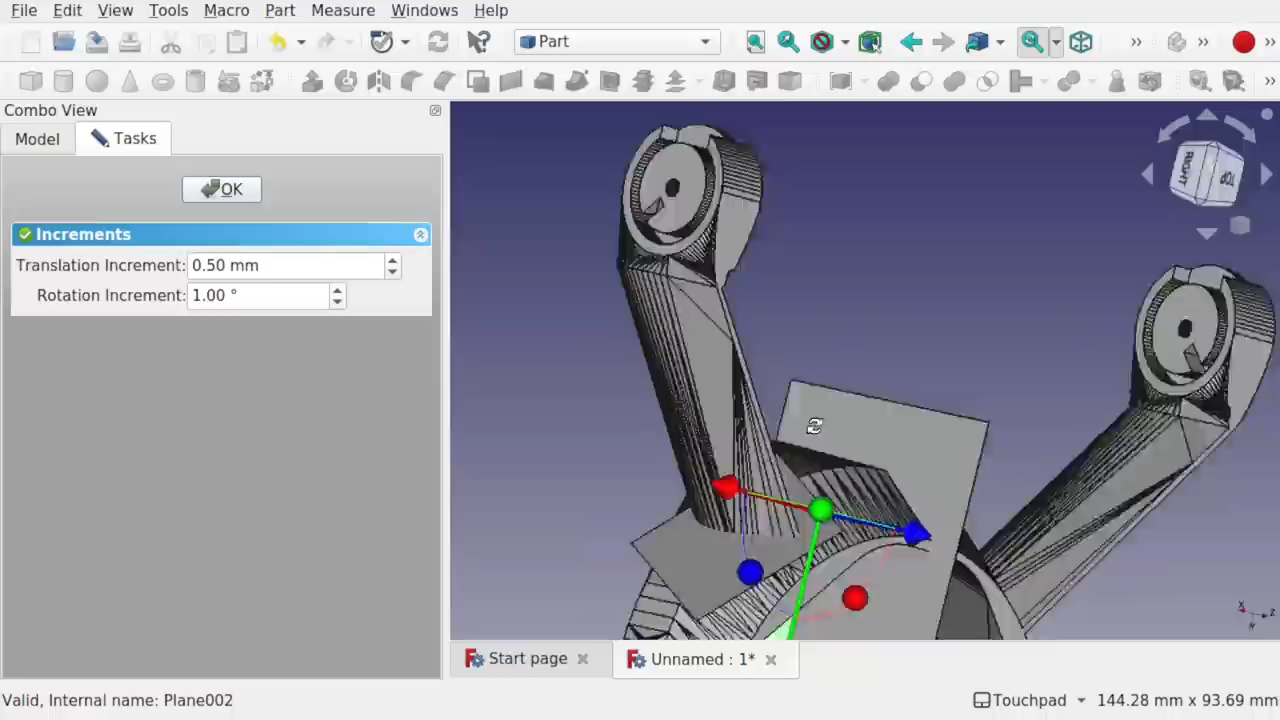 File Edit View Tools Macro Part Measure Windows Help
Part
Combo View
Model Tasks
OK
Increments
Translation Increment: 0.50 mm
Rotation Increment: 1.00 °
RIGHT TOP
X Z
Start page
Unnamed : 1*
Valid, Internal name: Plane002
Touchpad 144.28 mm x 93.69 mm